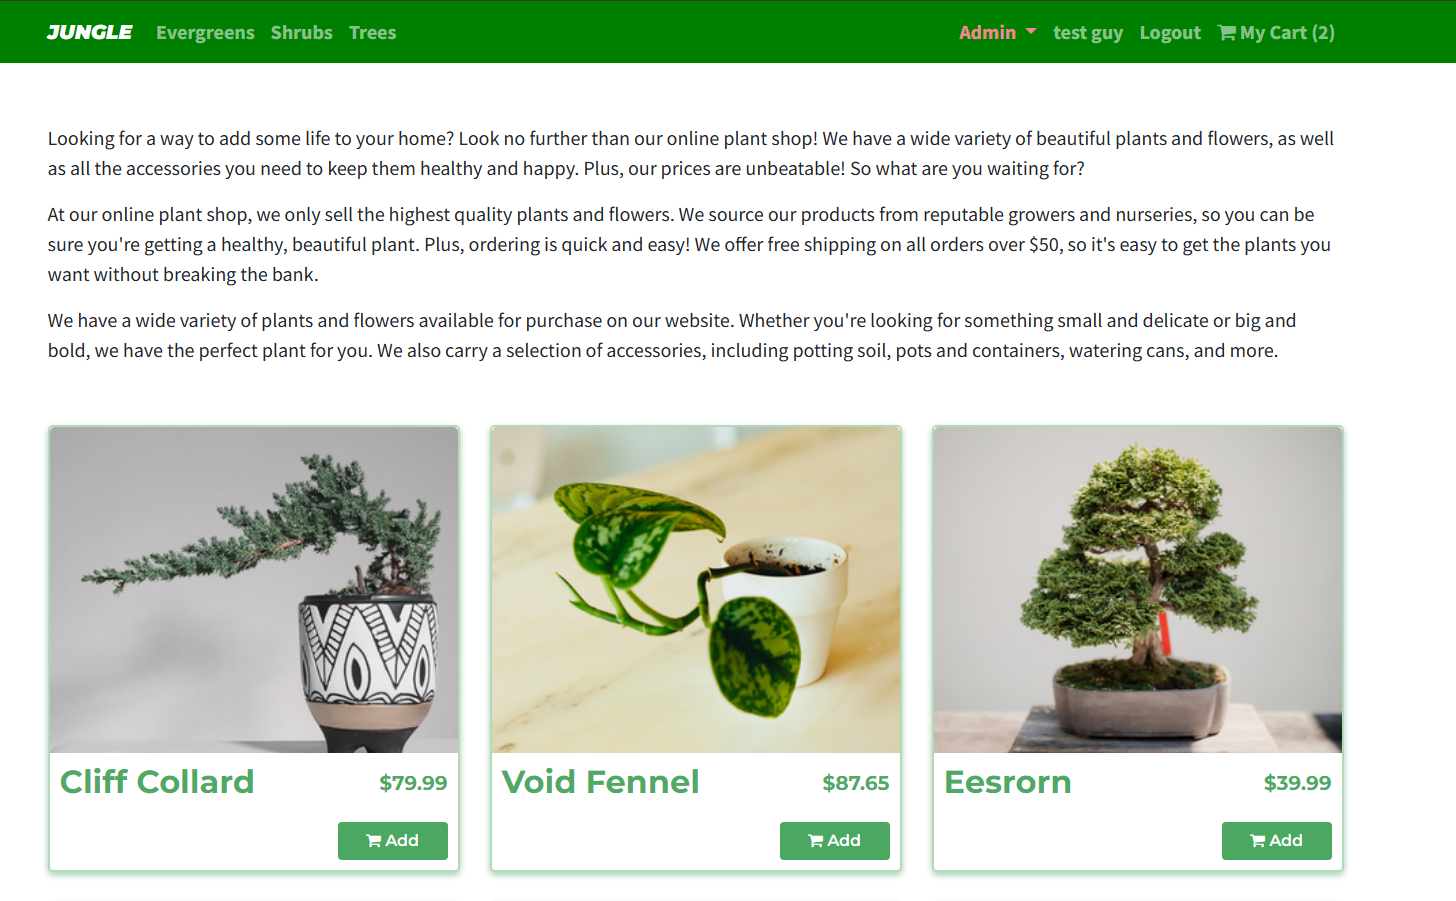 JUNGLE Evergreens Shrubs Trees Admin test guy Logout My Cart (2)
Looking for a way to add some life to your home? Look no further than our online plant shop! We have a wide variety of beautiful plants and flowers, as well
as all the accessories you need to keep them healthy and happy. Plus, our prices are unbeatable! So what are you waiting for?
At our online plant shop, we only sell the highest quality plants and flowers. We source our products from reputable growers and nurseries, so you can be
sure you're getting a healthy, beautiful plant. Plus, ordering is quick and easy! We offer free shipping on all orders over $50, so it's easy to get the plants you
want without breaking the bank.
We have a wide variety of plants and flowers available for purchase on our website. Whether you're looking for something small and delicate or big and
bold, we have the perfect plant for you. We also carry a selection of accessories, including potting soil, pots and containers, watering cans, and more.
Cliff Collard $79.99
Add
Void Fennel $87.65
Add
Eesrorn $39.99
Add